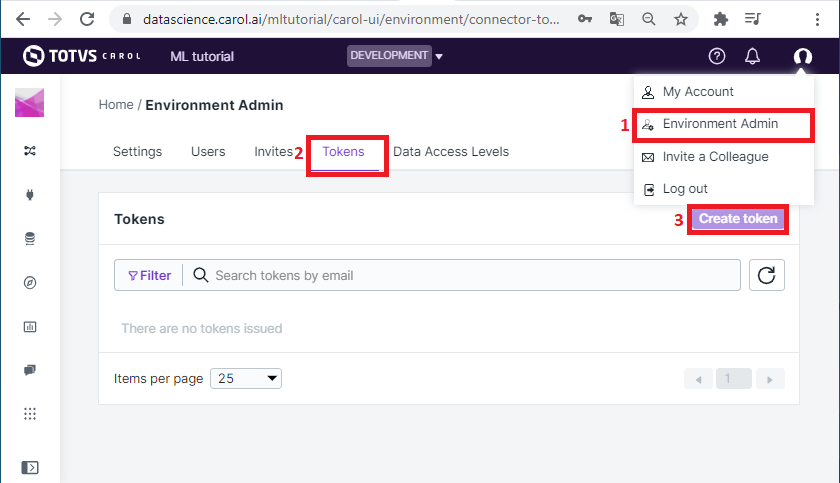 datascience.carol.ai/mltutorial/carol-ui/environment/connector-to...
TOTVS CAROL ML tutorial DEVELOPMENT
My Account
1 Environment Admin
Invite a Colleague
Log out
Home / Environment Admin
Settings Users Invites 2 Tokens Data Access Levels
Tokens 3 Create token
Filter Search tokens by email
There are no tokens issued
Items per page 25 1